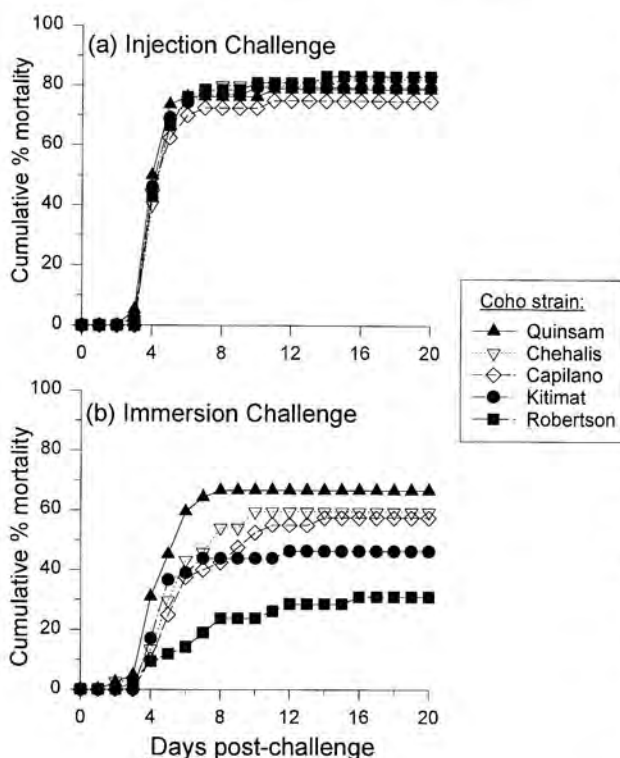 (a) Injection Challenge
Cumulative % mortality
100
80
60
40
20
0
0 4 8 12 16 20
(b) Immersion Challenge
Cumulative % mortality
100
80
60
40
20
0
0 4 8 12 16 20
Days post-challenge
Coho strain:
Quinsam
Chehalis
Capilano
Kitimat
Robertson